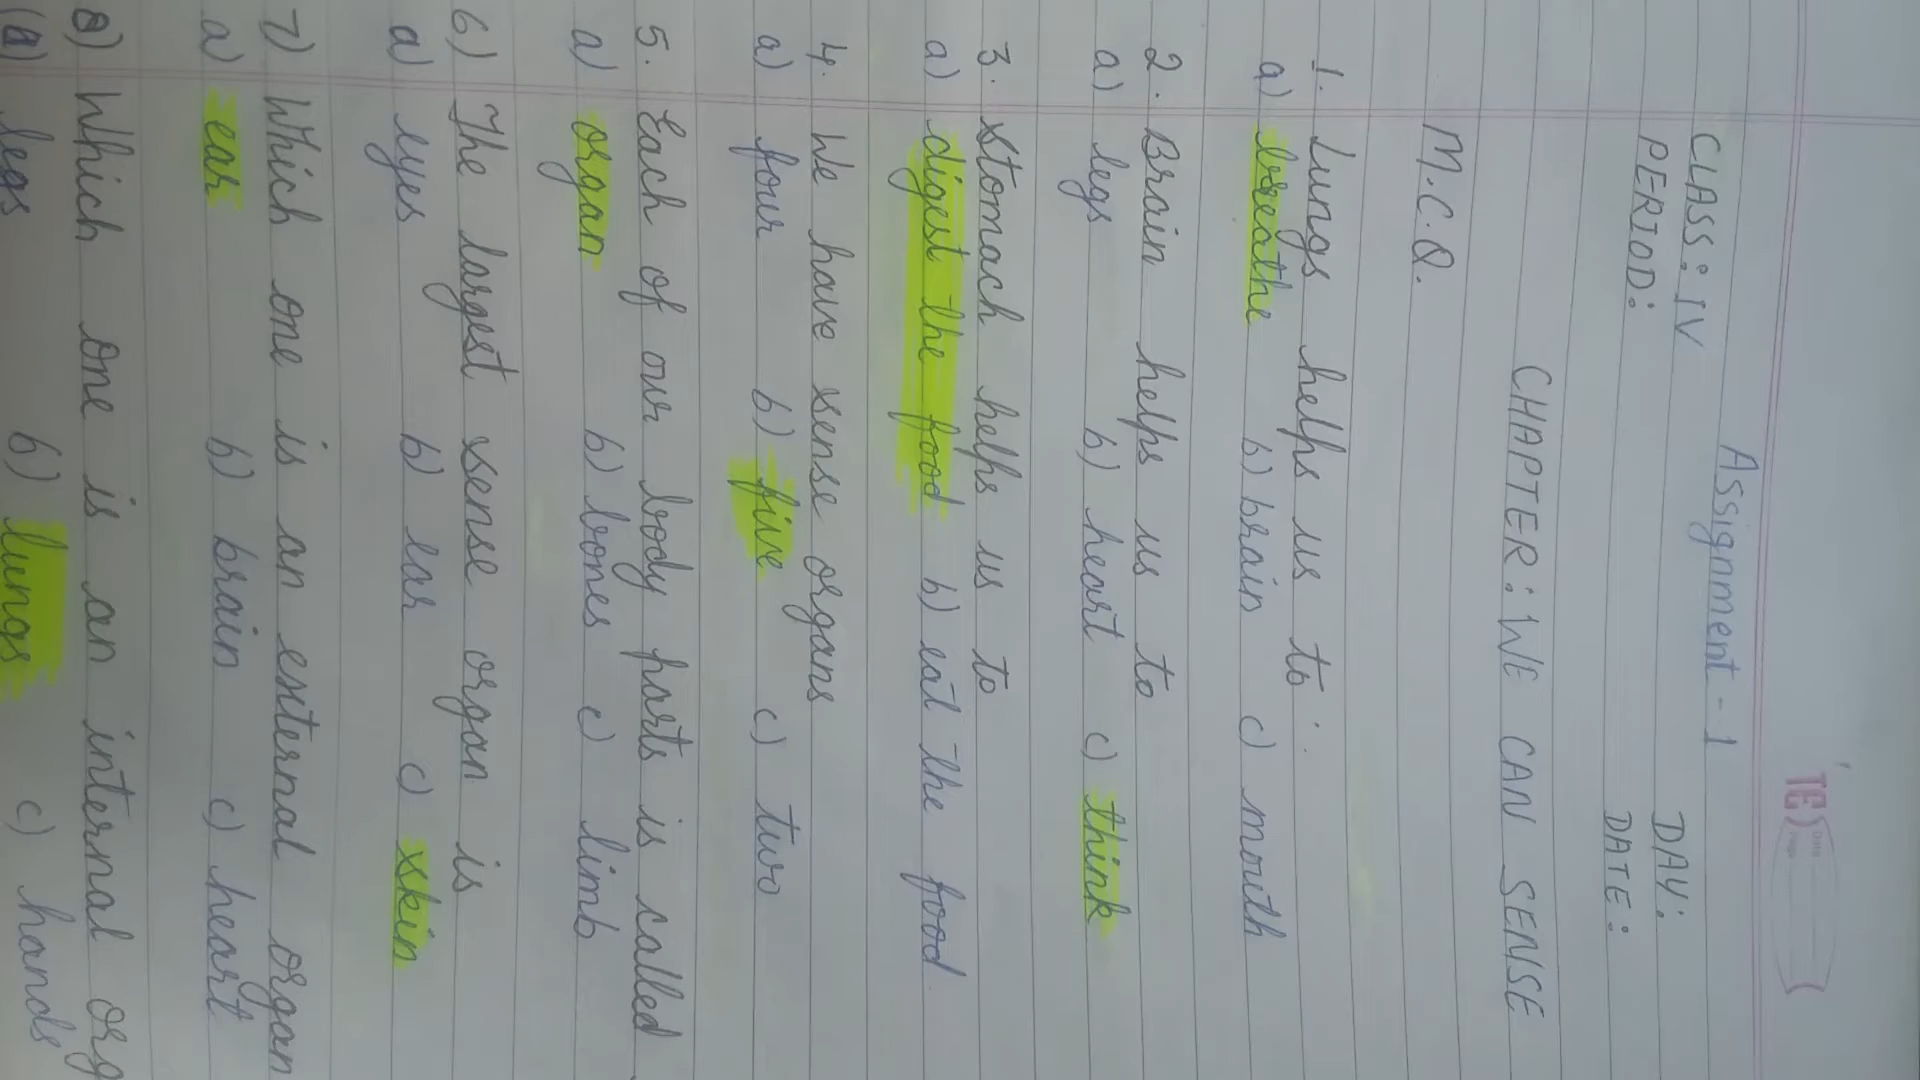 Assignment - 1
CLASS: IV DAY:
PERIOD: DATE:
CHAPTER: WE CAN SENSE
M.C.Q.
1. Lungs helps us to
a) breathe b) brain c) mouth
2. Brain helps us to
a) legs b) heart c) think
3. Stomach helps us to
a) digest the food b) eat the food
4. We have sense organs
a) four b) five c) two
5. Each of our body parts is called
a) organ b) bones c) limb
6) The largest sense organ is
a) eyes b) ear c) skin
7) Which one is an external organ
a) ear b) brain c) heart
8) Which one is an internal org
(a) legs b) lungs c) hands